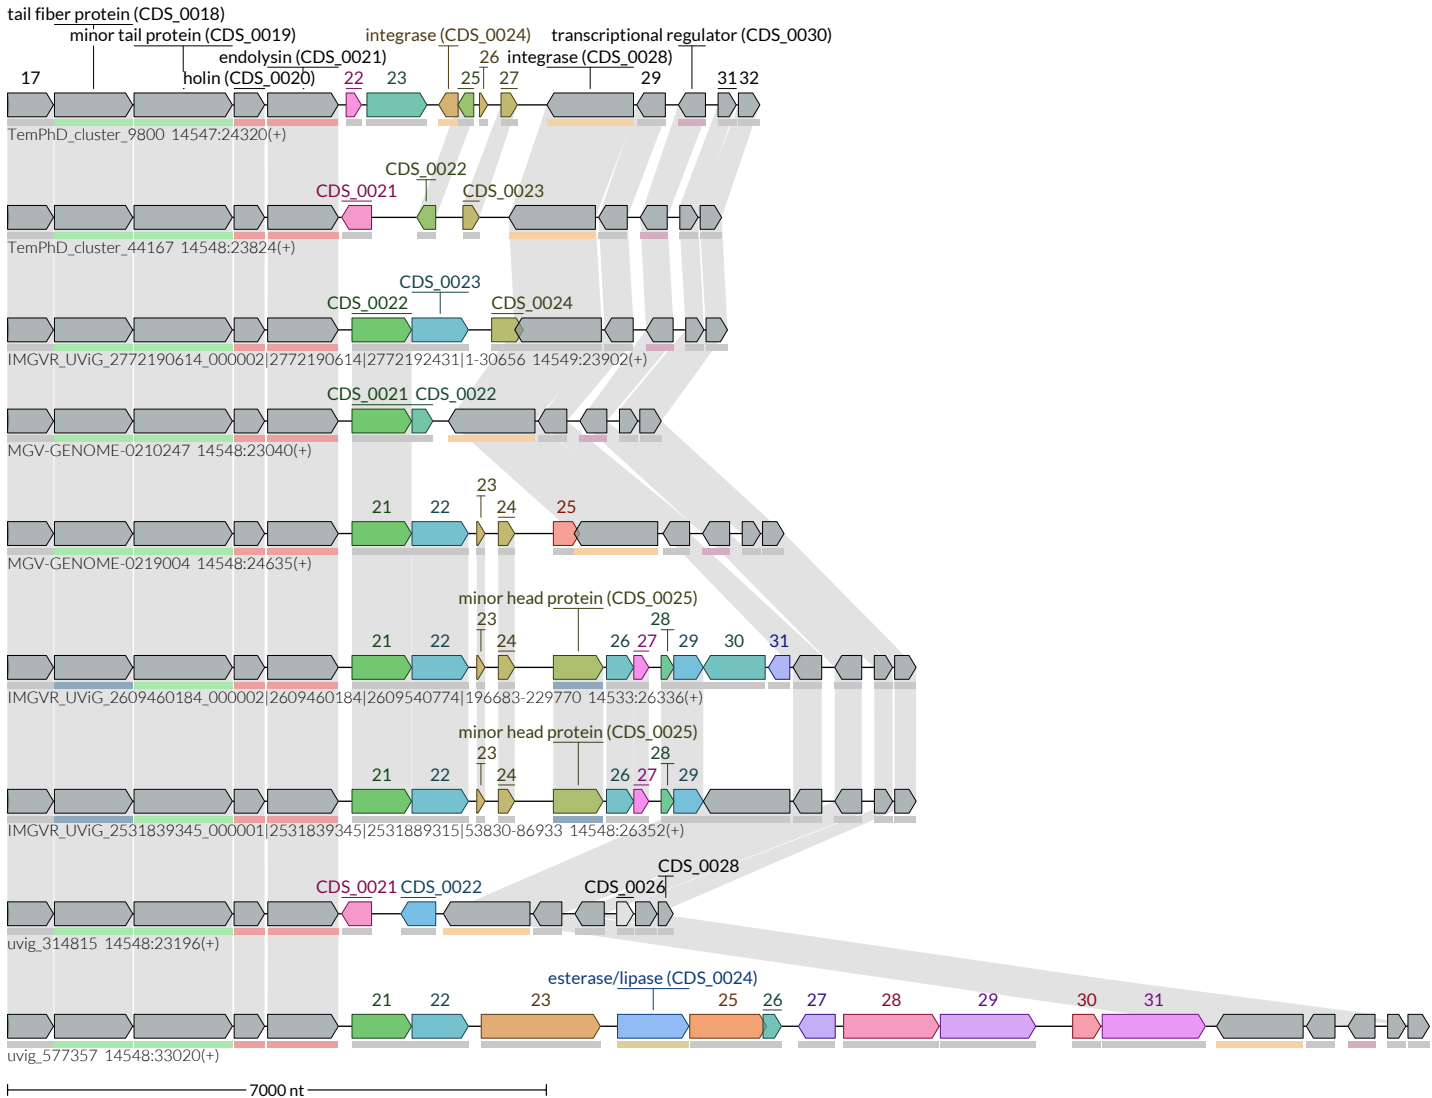 tail fiber protein (CDS_0018)
minor tail protein (CDS_0019) integrase (CDS_0024) transcriptional regulator (CDS_0030)
endolysin (CDS_0021) 26 integrase (CDS_0028)
17 holin (CDS_0020) 22 23 25 27 29 31 32
TemPhD_cluster_9800 14547:24320(+)
CDS_0022
CDS_0021 CDS_0023
TemPhD_cluster_44167 14548:23824(+)
CDS_0023
CDS_0022 CDS_0024
IMGVR_UViG_2772190614_000002|2772190614|2772192431|1-30656 14549:23902(+)
CDS_0021 CDS_0022
MGV-GENOME-0210247 14548:23040(+)
23
21 22 24 25
MGV-GENOME-0219004 14548:24635(+)
minor head protein (CDS_0025)
23 28
21 22 24 26 27 29 30 31
IMGVR_UViG_2609460184_000002|2609460184|2609540774|196683-229770 14533:26336(+)
minor head protein (CDS_0025)
23 28
21 22 24 26 27 29
IMGVR_UViG_2531839345_000001|2531839345|2531889315|53830-86933 14548:26352(+)
CDS_0028
CDS_0021 CDS_0022 CDS_0026
uvig_314815 14548:23196(+)
esterase/lipase (CDS_0024)
21 22 23 25 26 27 28 29 30 31
uvig_577357 14548:33020(+)
7000 nt